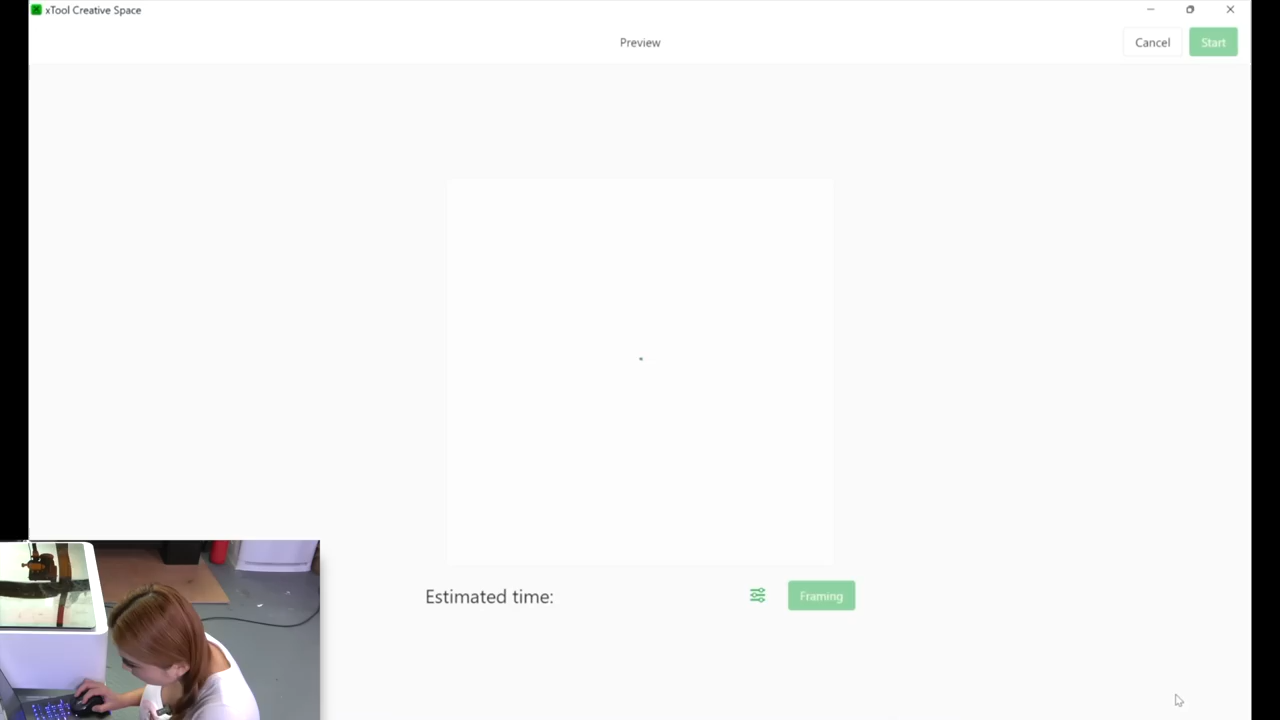 xTool Creative Space
Preview
Cancel
Start
Estimated time:
Framing